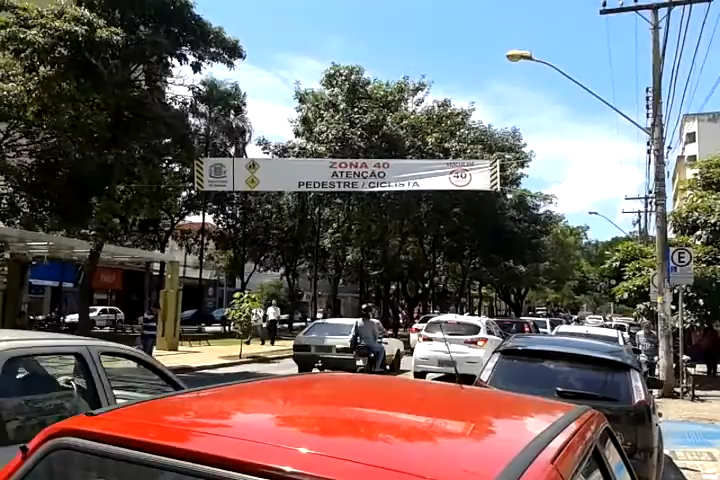 ZONA 40
ATENÇÃO
PEDESTRE / CICLISTA
40
E